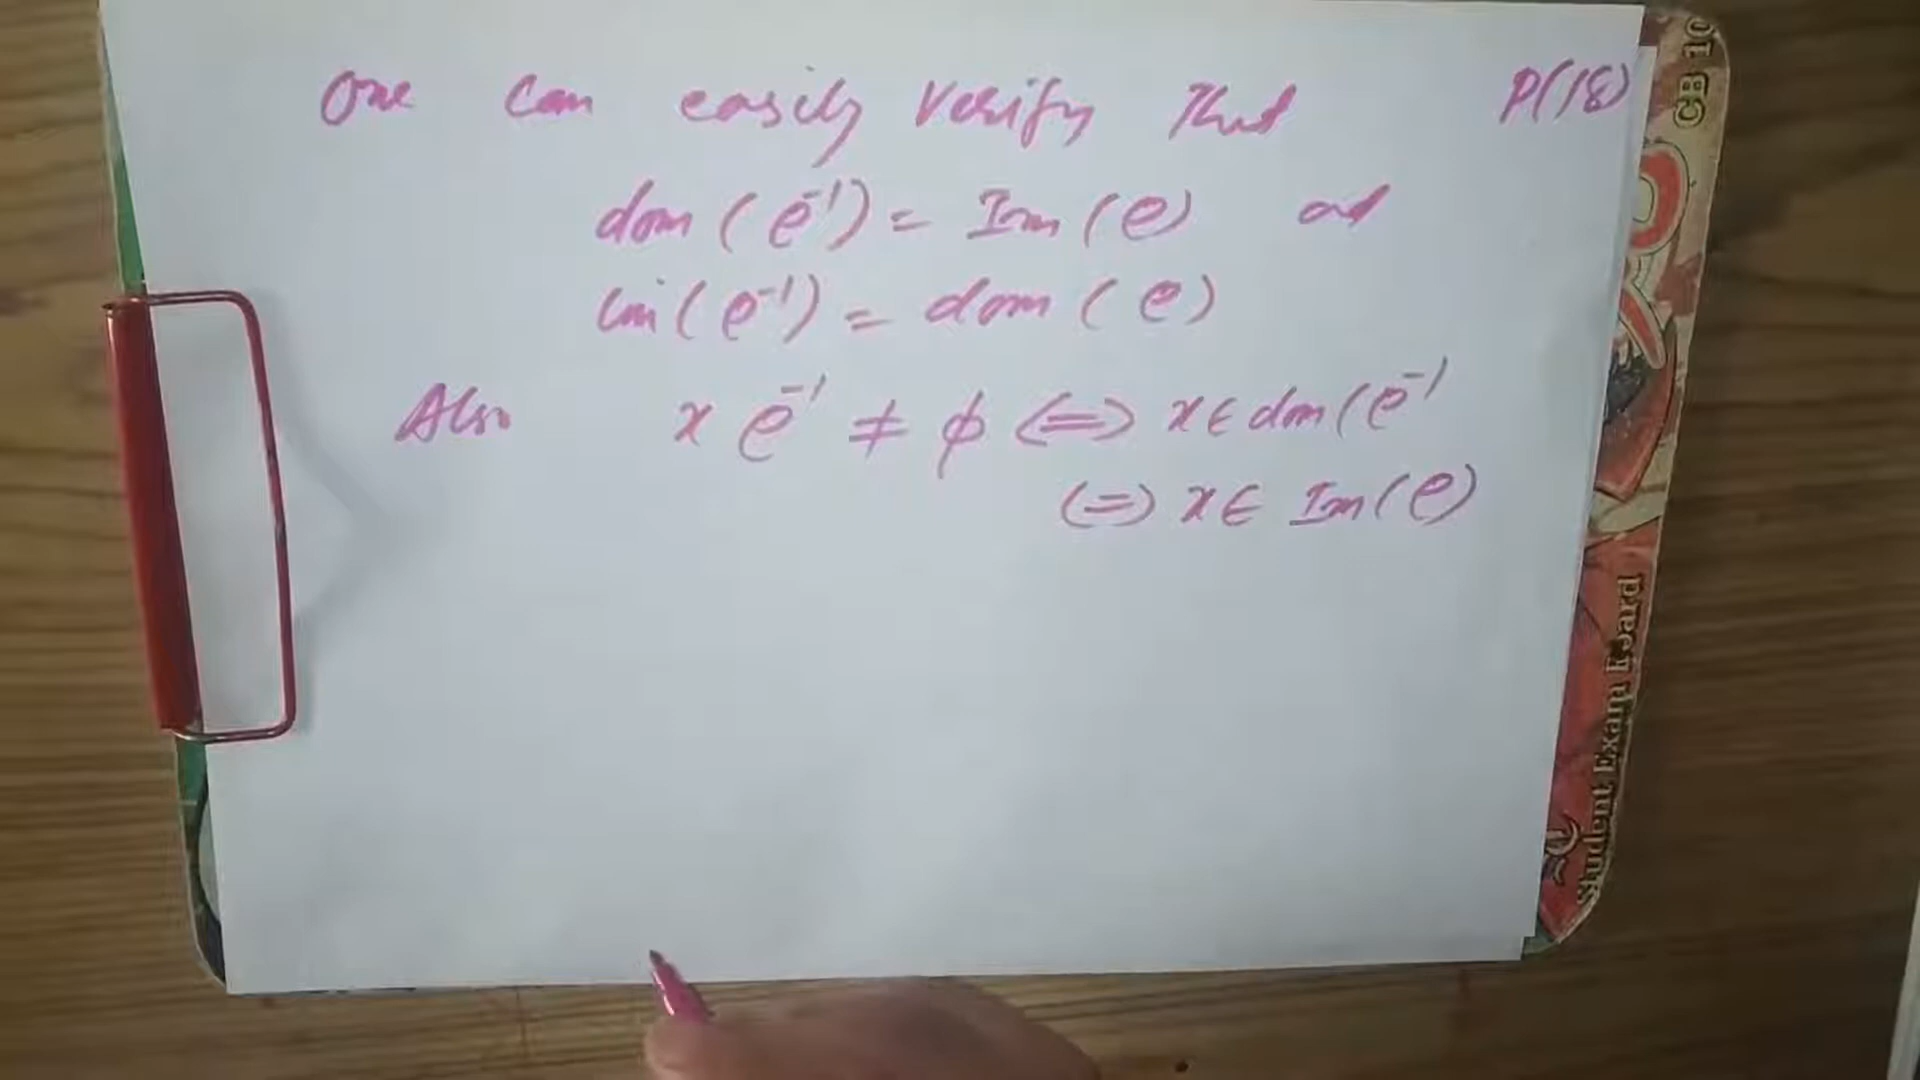 One can easily verify that P(18)
dom(ρ⁻¹) = Im(ρ) and
Im(ρ⁻¹) = dom(ρ)
Also xρ⁻¹ ≠ φ (=) x ∈ dom(ρ⁻¹
(=) x ∈ Im(ρ)
CB 10
Student Exam Board